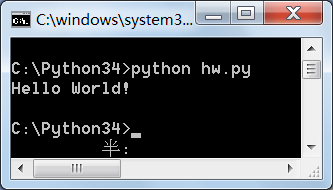 C:\windows\system3...
C:\Python34>python hw.py
Hello World!
C:\Python34>_
半: